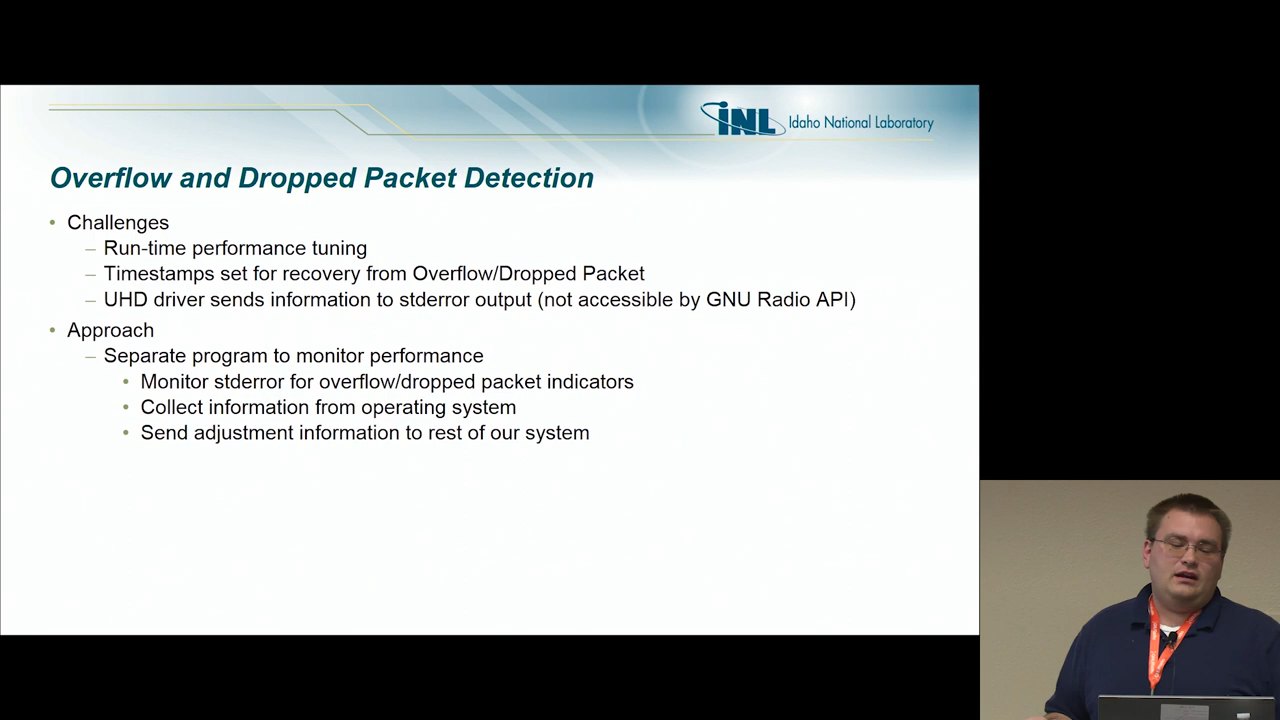 INL Idaho National Laboratory
Overflow and Dropped Packet Detection
• Challenges
– Run-time performance tuning
– Timestamps set for recovery from Overflow/Dropped Packet
– UHD driver sends information to stderror output (not accessible by GNU Radio API)
• Approach
– Separate program to monitor performance
• Monitor stderror for overflow/dropped packet indicators
• Collect information from operating system
• Send adjustment information to rest of our system